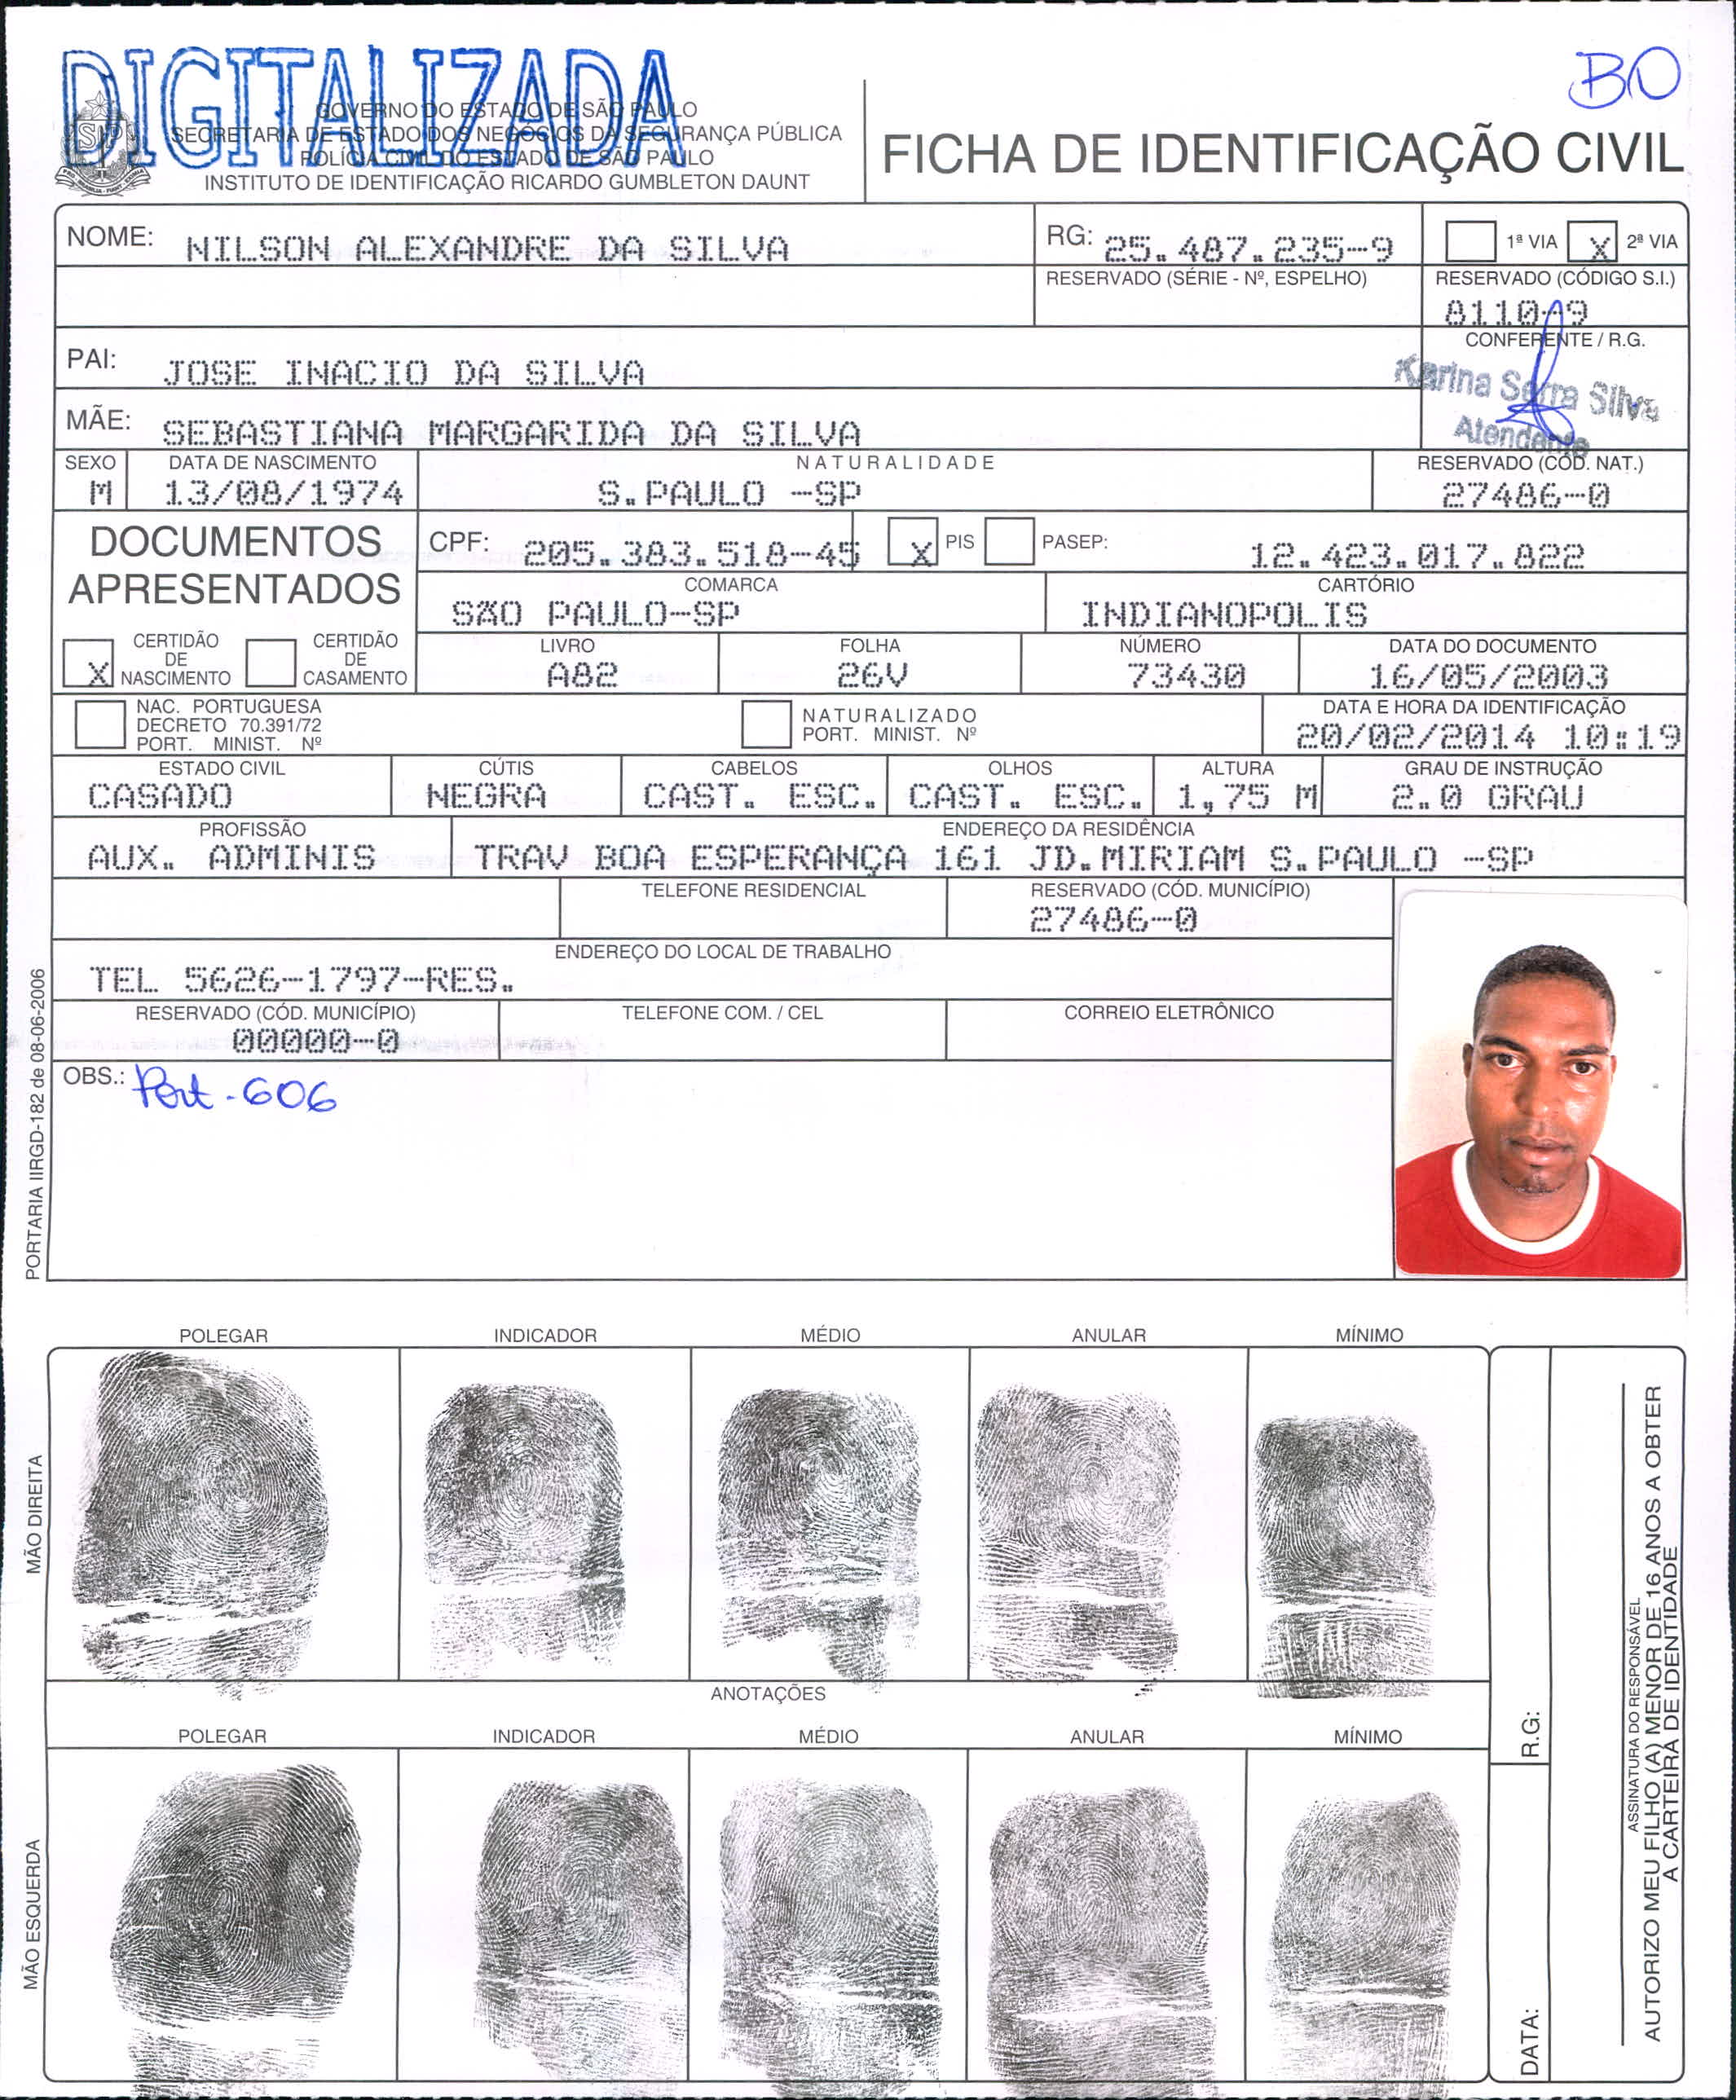 DIGITALIZADA
BD
GOVERNO DO ESTADO DE SÃO PAULO
SECRETARIA DE ESTADO DOS NEGÓCIOS DA SEGURANÇA PÚBLICA
POLÍCIA CIVIL DO ESTADO DE SÃO PAULO
INSTITUTO DE IDENTIFICAÇÃO RICARDO GUMBLETON DAUNT
FICHA DE IDENTIFICAÇÃO CIVIL
NOME: NILSON ALEXANDRE DA SILVA
RG: 25.487.235-9
1ª VIA X 2ª VIA
RESERVADO (SÉRIE - Nº, ESPELHO)
RESERVADO (CÓDIGO S.I.)
8110A9
PAI: JOSE INACIO DA SILVA
CONFERENTE / R.G.
Karina Serra Silva
Atendente
MÃE: SEBASTIANA MARGARIDA DA SILVA
SEXO DATA DE NASCIMENTO NATURALIDADE RESERVADO (COD. NAT.)
M 13/08/1974 S.PAULO -SP 27486-0
DOCUMENTOS
APRESENTADOS
CPF: 205.383.518-45 X PIS PASEP: 12.423.017.822
COMARCA CARTÓRIO
SÃO PAULO-SP INDIANOPOLIS
X CERTIDÃO DE NASCIMENTO CERTIDÃO DE CASAMENTO
LIVRO FOLHA NÚMERO DATA DO DOCUMENTO
A82 26V 73430 16/05/2003
NAC. PORTUGUESA
DECRETO 70.391/72
PORT. MINIST. Nº
NATURALIZADO
PORT. MINIST. Nº
DATA E HORA DA IDENTIFICAÇÃO
20/02/2014 10:19
ESTADO CIVIL CÚTIS CABELOS OLHOS ALTURA GRAU DE INSTRUÇÃO
CASADO NEGRA CAST. ESC. CAST. ESC. 1,75 M 2.0 GRAU
PROFISSÃO ENDEREÇO DA RESIDÊNCIA
AUX. ADMINIS TRAV BOA ESPERANÇA 161 JD.MIRIAM S.PAULO -SP
TELEFONE RESIDENCIAL RESERVADO (CÓD. MUNICÍPIO)
27486-0
ENDEREÇO DO LOCAL DE TRABALHO
TEL 5626-1797-RES.
RESERVADO (CÓD. MUNICÍPIO) TELEFONE COM. / CEL CORREIO ELETRÔNICO
00000-0
OBS.: Port - 606
PORTARIA IIRGD-182 de 08-06-2006
POLEGAR INDICADOR MÉDIO ANULAR MÍNIMO
MÃO DIREITA
ANOTAÇÕES
POLEGAR INDICADOR MÉDIO ANULAR MÍNIMO
MÃO ESQUERDA
R.G:
DATA:
ASSINATURA DO RESPONSÁVEL
AUTORIZO MEU FILHO (A) MENOR DE 16 ANOS A OBTER
A CARTEIRA DE IDENTIDADE